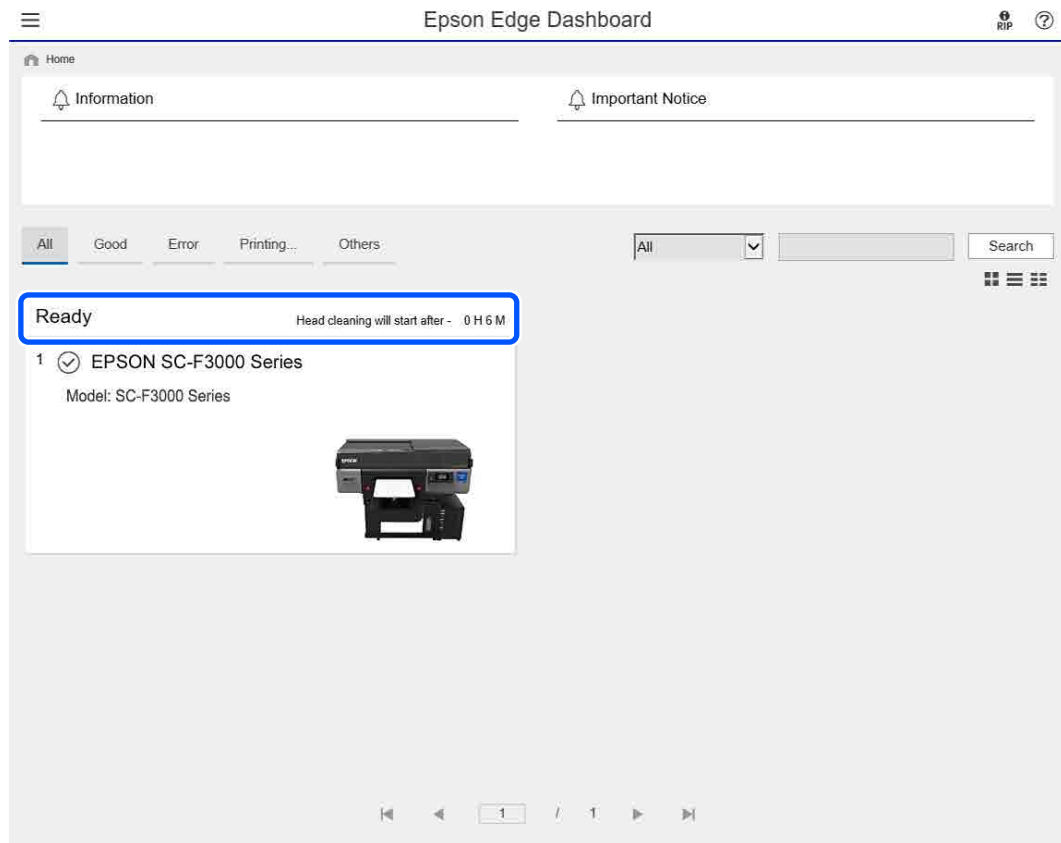 Epson Edge Dashboard
RIP
Home
Information
Important Notice
All Good Error Printing... Others
All
Search
Ready Head cleaning will start after - 0 H 6 M
1 EPSON SC-F3000 Series
Model: SC-F3000 Series
EPSON
1 / 1